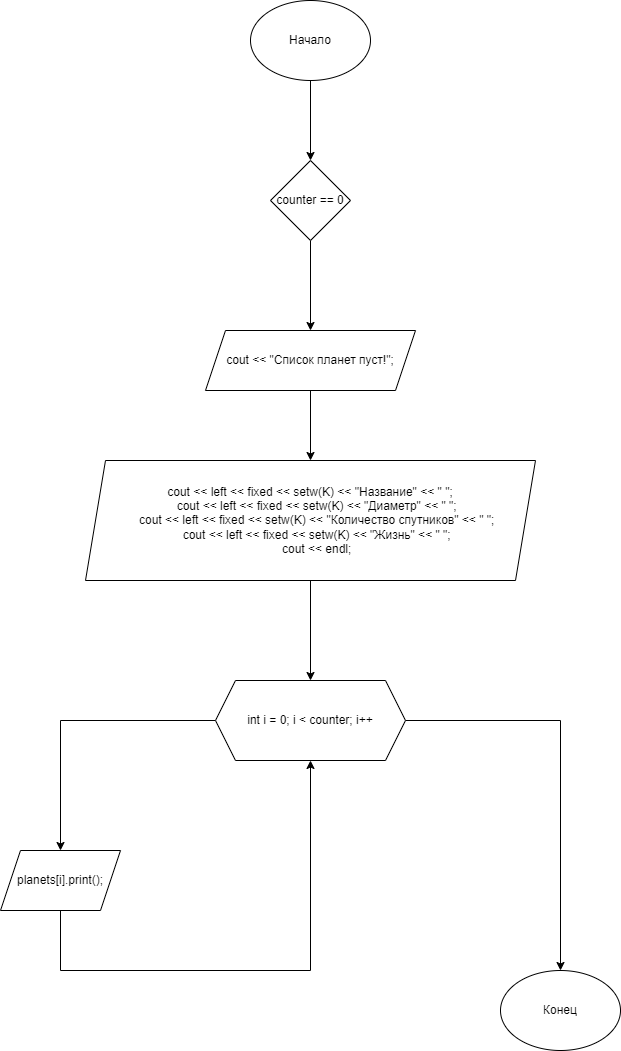 Начало
counter == 0
cout << "Список планет пуст!";
cout << left << fixed << setw(K) << "Название" << " ";
cout << left << fixed << setw(K) << "Диаметр" << " ";
cout << left << fixed << setw(K) << "Количество спутников" << " ";
cout << left << fixed << setw(K) << "Жизнь" << " ";
cout << endl;
int i = 0; i < counter; i++
planets[i].print();
Конец